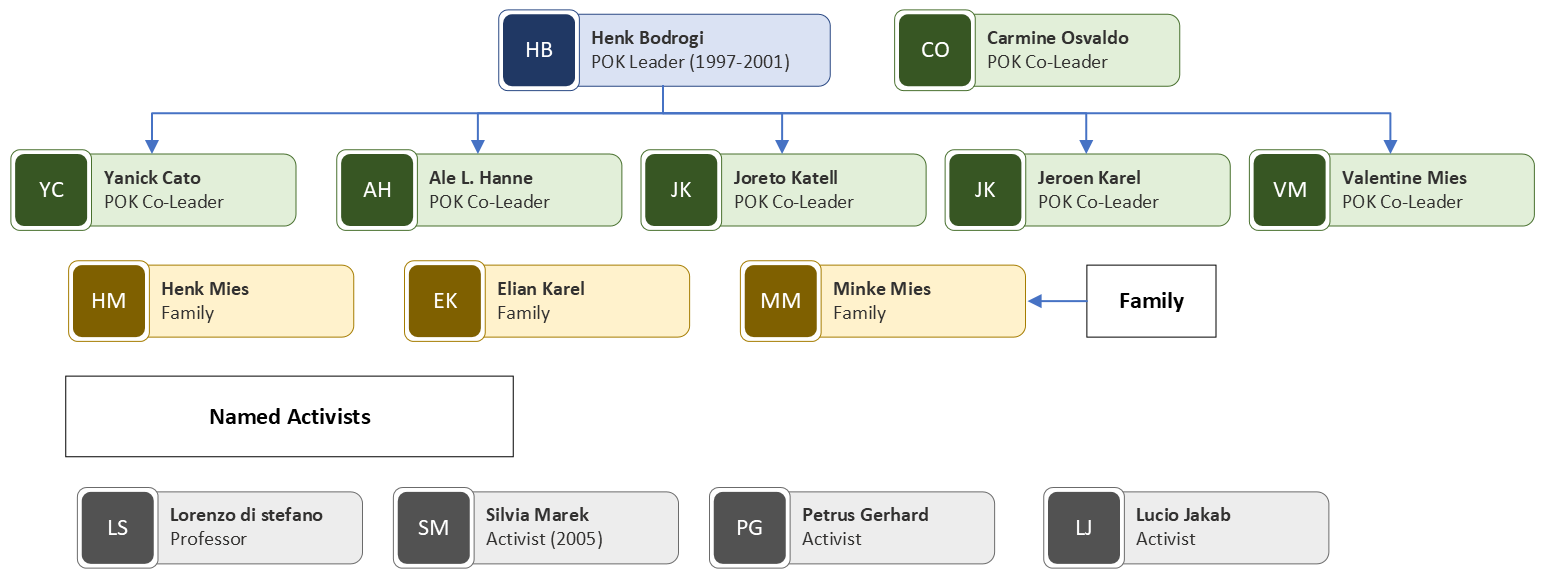 HB
Henk Bodrogi
POK Leader (1997-2001)
CO
Carmine Osvaldo
POK Co-Leader
YC
Yanick Cato
POK Co-Leader
AH
Ale L. Hanne
POK Co-Leader
JK
Joreto Katell
POK Co-Leader
JK
Jeroen Karel
POK Co-Leader
VM
Valentine Mies
POK Co-Leader
HM
Henk Mies
Family
EK
Elian Karel
Family
MM
Minke Mies
Family
Family
Named Activists
LS
Lorenzo di stefano
Professor
SM
Silvia Marek
Activist (2005)
PG
Petrus Gerhard
Activist
LJ
Lucio Jakab
Activist